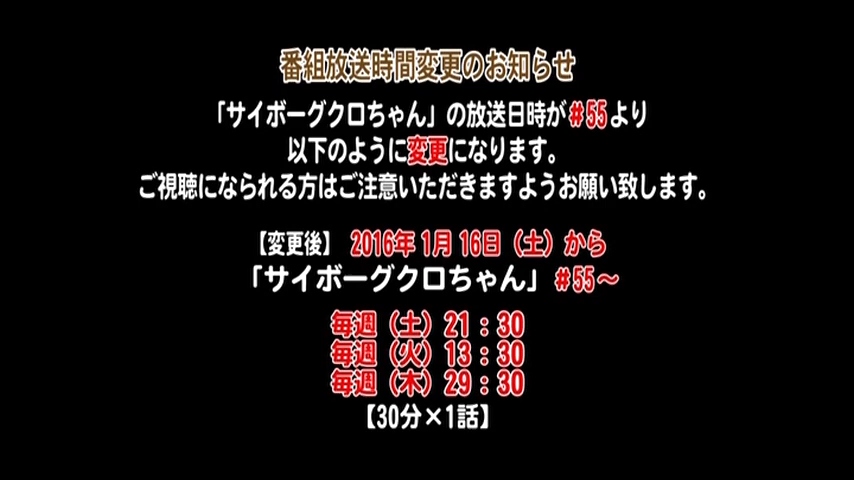 番組放送時間変更のお知らせ
「サイボーグクロちゃん」の放送日時が#55より
以下のように変更になります。
ご視聴になられる方はご注意いただきますようお願い致します。
【変更後】 2016年1月16日（土）から
「サイボーグクロちゃん」 #55～
毎週（土）21：30
毎週（火）13：30
毎週（木）29：30
【30分×1話】